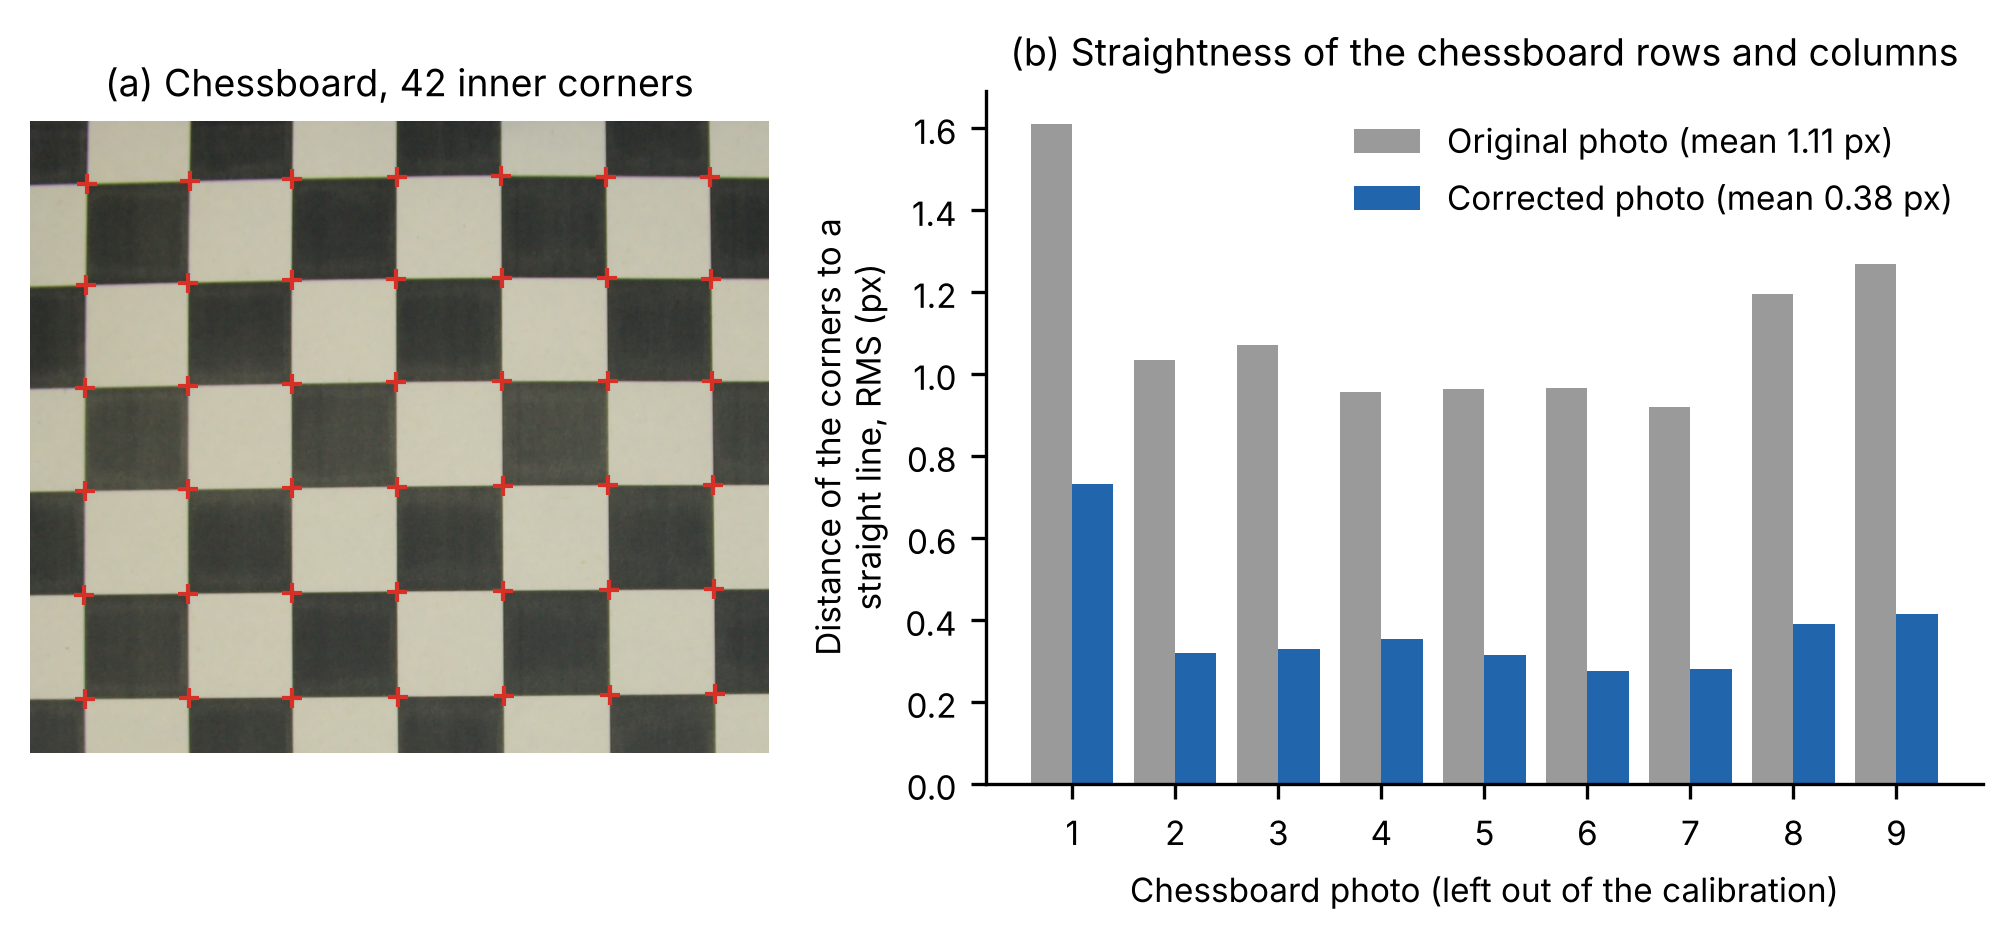 (a) Chessboard, 42 inner corners
(b) Straightness of the chessboard rows and columns
Distance of the corners to a
straight line, RMS (px)
1.6
1.4
1.2
1.0
0.8
0.6
0.4
0.2
0.0
Original photo (mean 1.11 px)
Corrected photo (mean 0.38 px)
1 2 3 4 5 6 7 8 9
Chessboard photo (left out of the calibration)